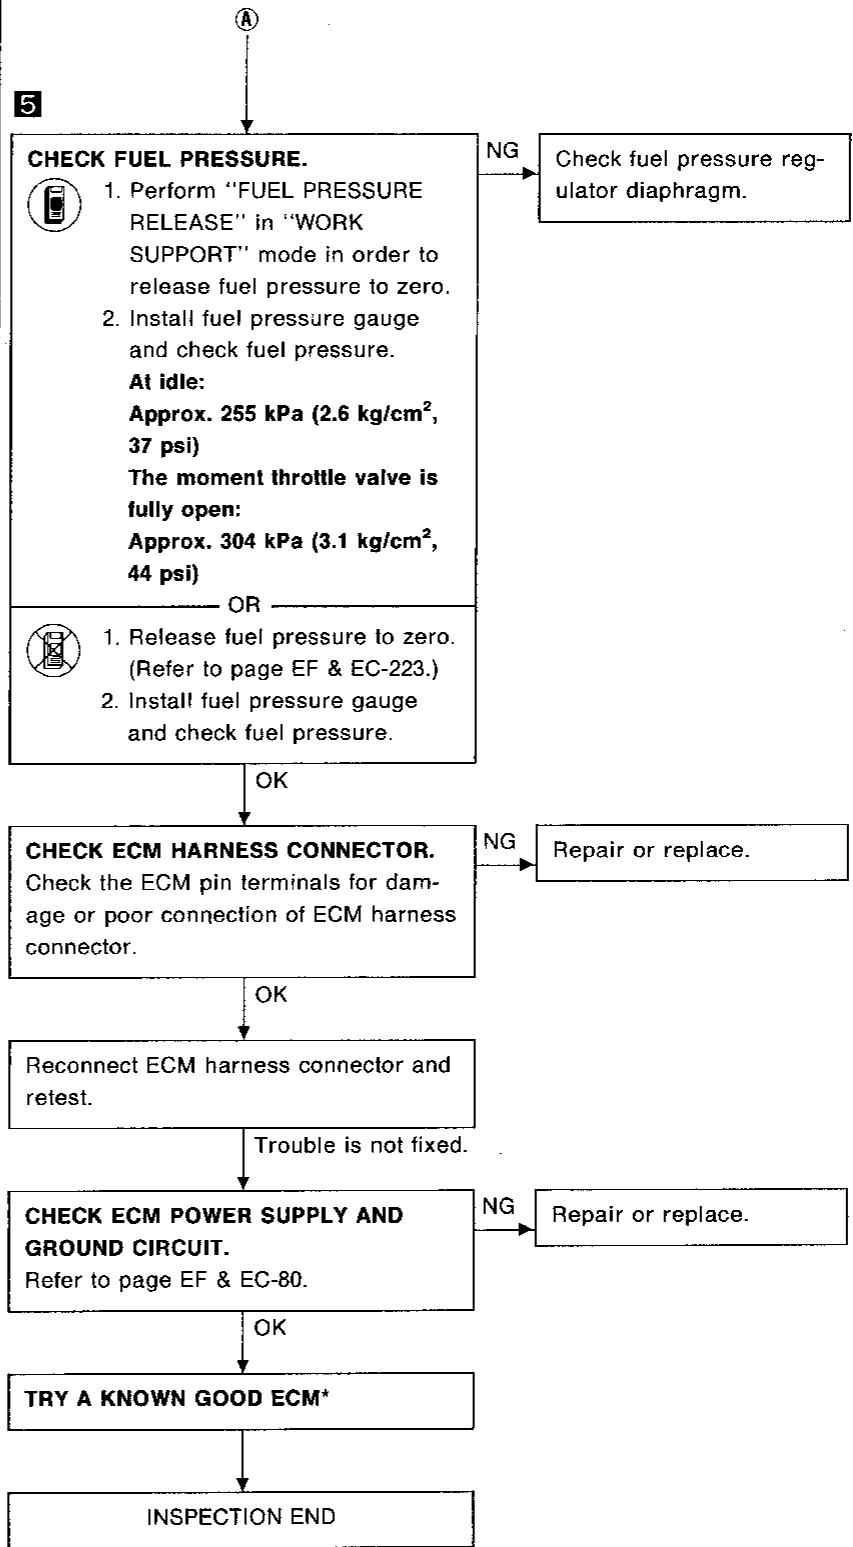 A
5
CHECK FUEL PRESSURE.
1. Perform "FUEL PRESSURE
RELEASE" in "WORK
SUPPORT" mode in order to
release fuel pressure to zero.
2. Install fuel pressure gauge
and check fuel pressure.
At idle:
Approx. 255 kPa (2.6 kg/cm²,
37 psi)
The moment throttle valve is
fully open:
Approx. 304 kPa (3.1 kg/cm²,
44 psi)
NG
Check fuel pressure reg-
ulator diaphragm.
OR
1. Release fuel pressure to zero.
(Refer to page EF & EC-223.)
2. Install fuel pressure gauge
and check fuel pressure.
OK
CHECK ECM HARNESS CONNECTOR.
Check the ECM pin terminals for dam-
age or poor connection of ECM harness
connector.
NG
Repair or replace.
OK
Reconnect ECM harness connector and
retest.
Trouble is not fixed.
CHECK ECM POWER SUPPLY AND
GROUND CIRCUIT.
Refer to page EF & EC-80.
NG
Repair or replace.
OK
TRY A KNOWN GOOD ECM*
INSPECTION END